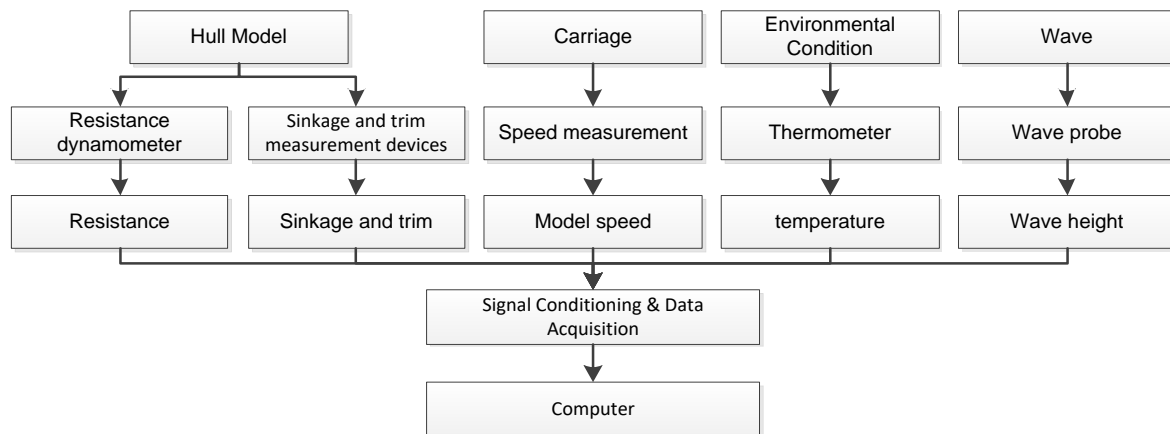 Hull Model
Carriage
Environmental
Condition
Wave
Resistance
dynamometer
Sinkage and trim
measurement devices
Speed measurement
Thermometer
Wave probe
Resistance
Sinkage and trim
Model speed
temperature
Wave height
Signal Conditioning & Data
Acquisition
Computer